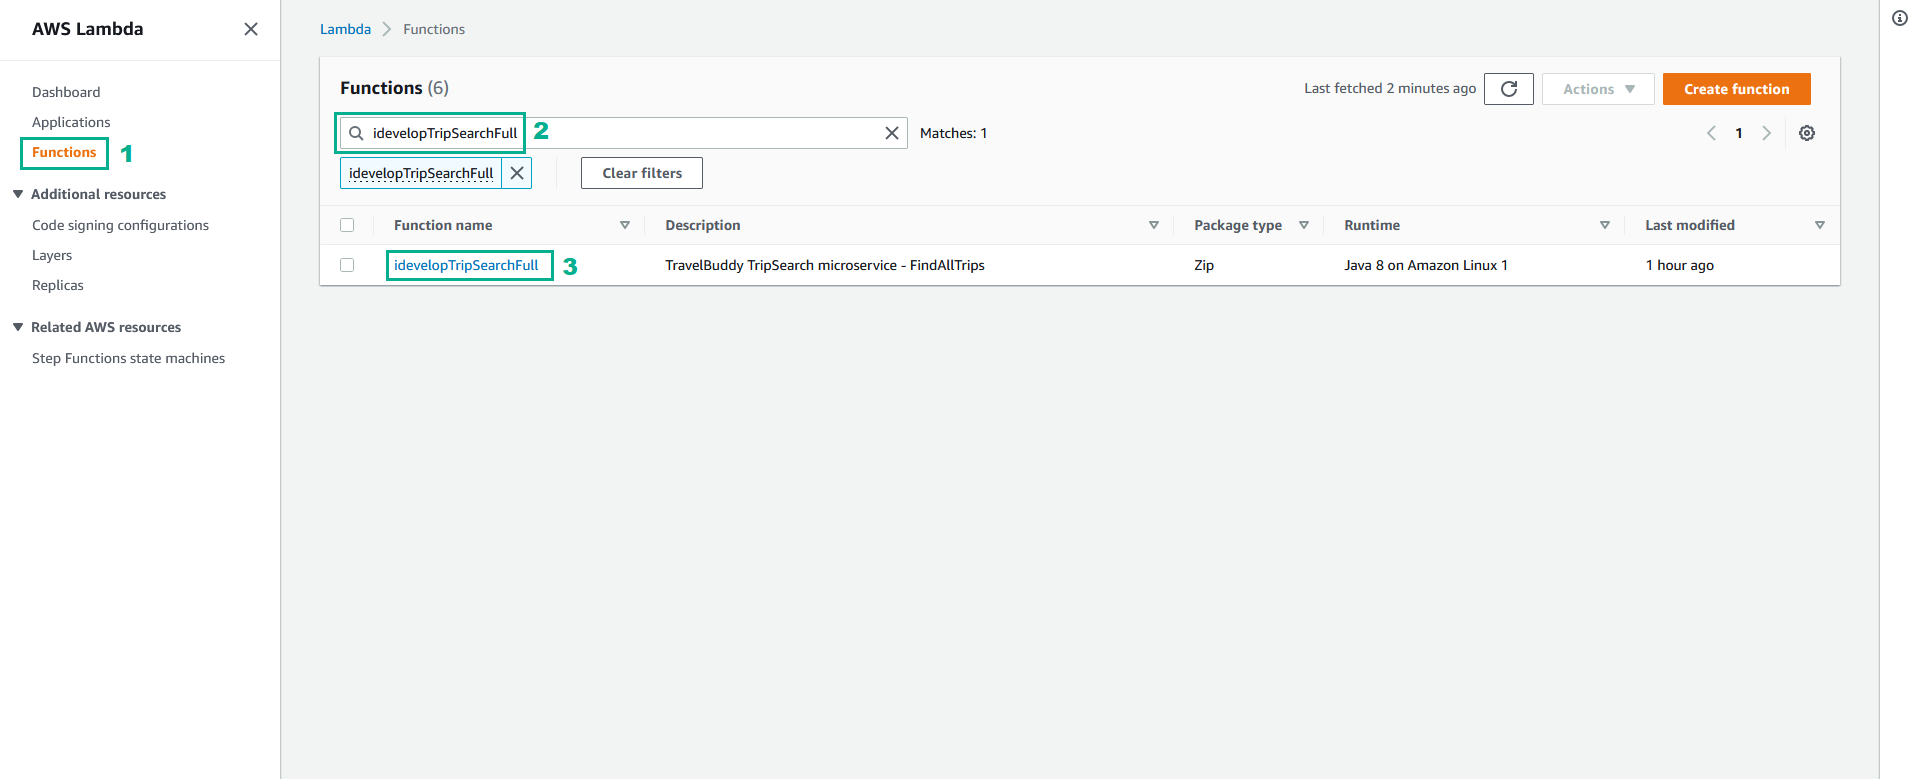 AWS Lambda
Dashboard
Applications
Functions 1
Additional resources
Code signing configurations
Layers
Replicas
Related AWS resources
Step Functions state machines
Lambda Functions
Functions (6)
Last fetched 2 minutes ago Actions Create function
idevelopTripSearchFull 2 Matches: 1 1
idevelopTripSearchFull Clear filters
Function name Description Package type Runtime Last modified
idevelopTripSearchFull 3 TravelBuddy TripSearch microservice - FindAllTrips Zip Java 8 on Amazon Linux 1 1 hour ago